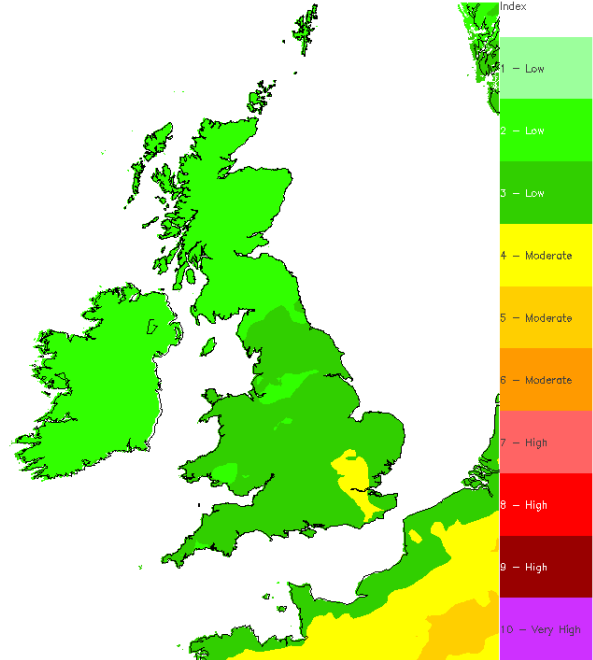 Index
1 - Low
2 - Low
3 - Low
4 - Moderate
5 - Moderate
6 - Moderate
7 - High
8 - High
9 - High
10 - Very High